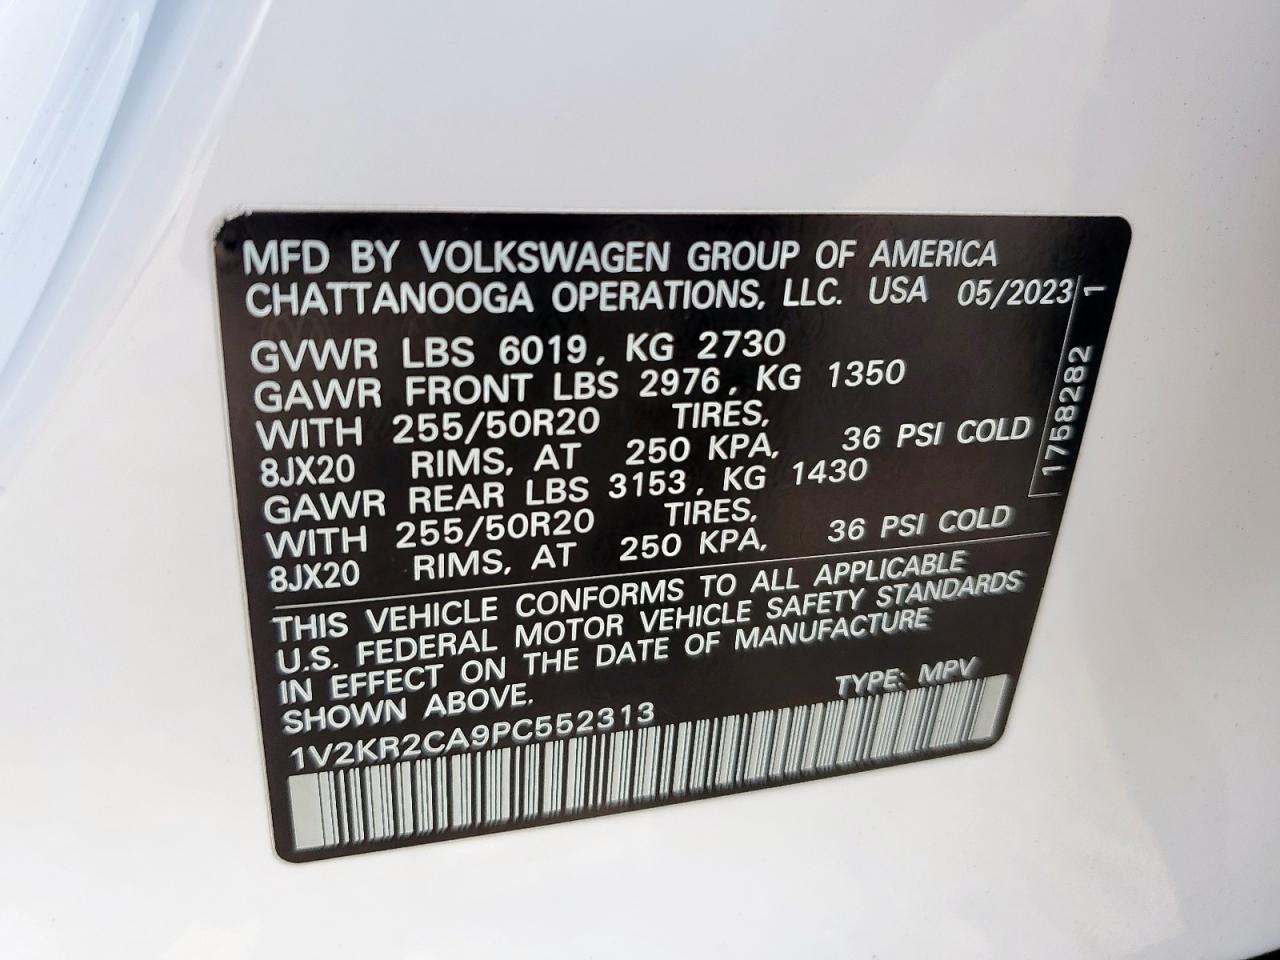 MFD BY VOLKSWAGEN GROUP OF AMERICA
CHATTANOOGA OPERATIONS, LLC. USA 05/2023
GVWR LBS 6019, KG 2730
GAWR FRONT LBS 2976, KG 1350
WITH 255/50R20 TIRES,
8JX20 RIMS, AT 250 KPA, 36 PSI COLD
GAWR REAR LBS 3153, KG 1430
WITH 255/50R20 TIRES,
8JX20 RIMS, AT 250 KPA, 36 PSI COLD
THIS VEHICLE CONFORMS TO ALL APPLICABLE
U.S. FEDERAL MOTOR VEHICLE SAFETY STANDARDS
IN EFFECT ON THE DATE OF MANUFACTURE
SHOWN ABOVE.
TYPE: MPV
1V2KR2CA9PC552313
1758282 1